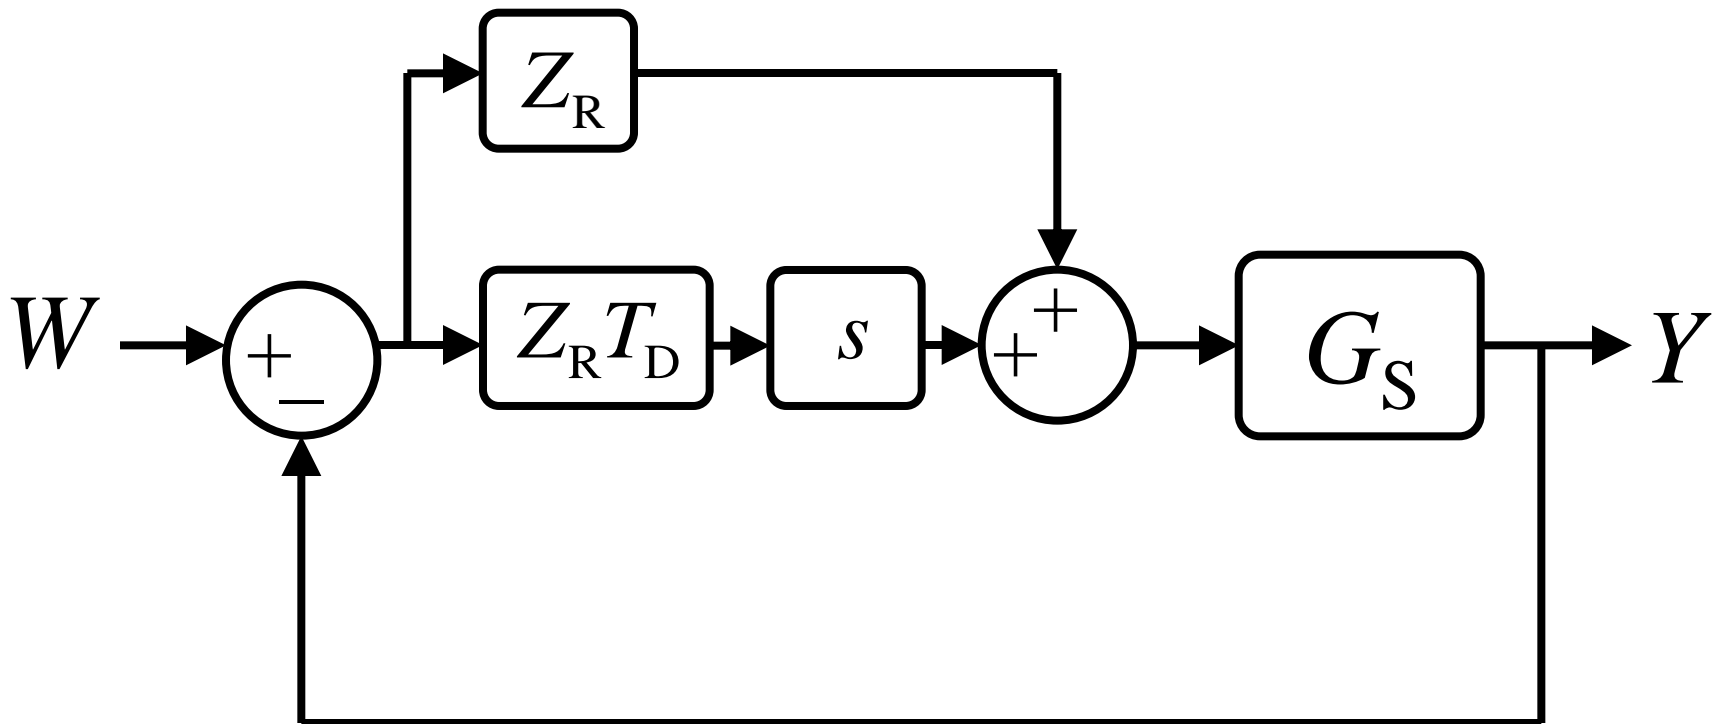 Z_R
W + − Z_R T_D s + + G_S Y